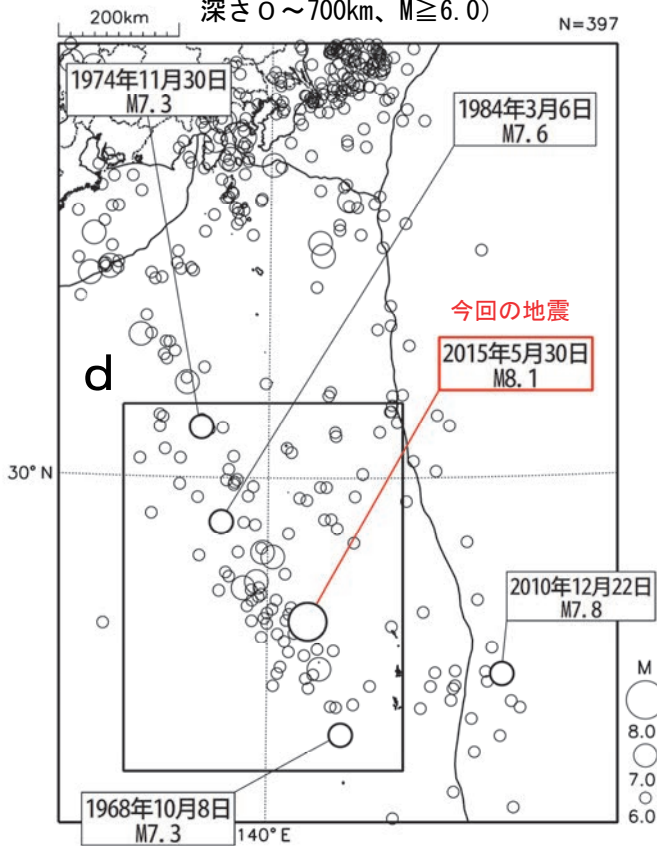 深さ0～700km、M≧6.0)
200km
N=397
1974年11月30日
M7.3
1984年3月6日
M7.6
今回の地震
2015年5月30日
M8.1
d
30°N
2010年12月22日
M7.8
M
8.0
7.0
6.0
1968年10月8日
M7.3
140°E